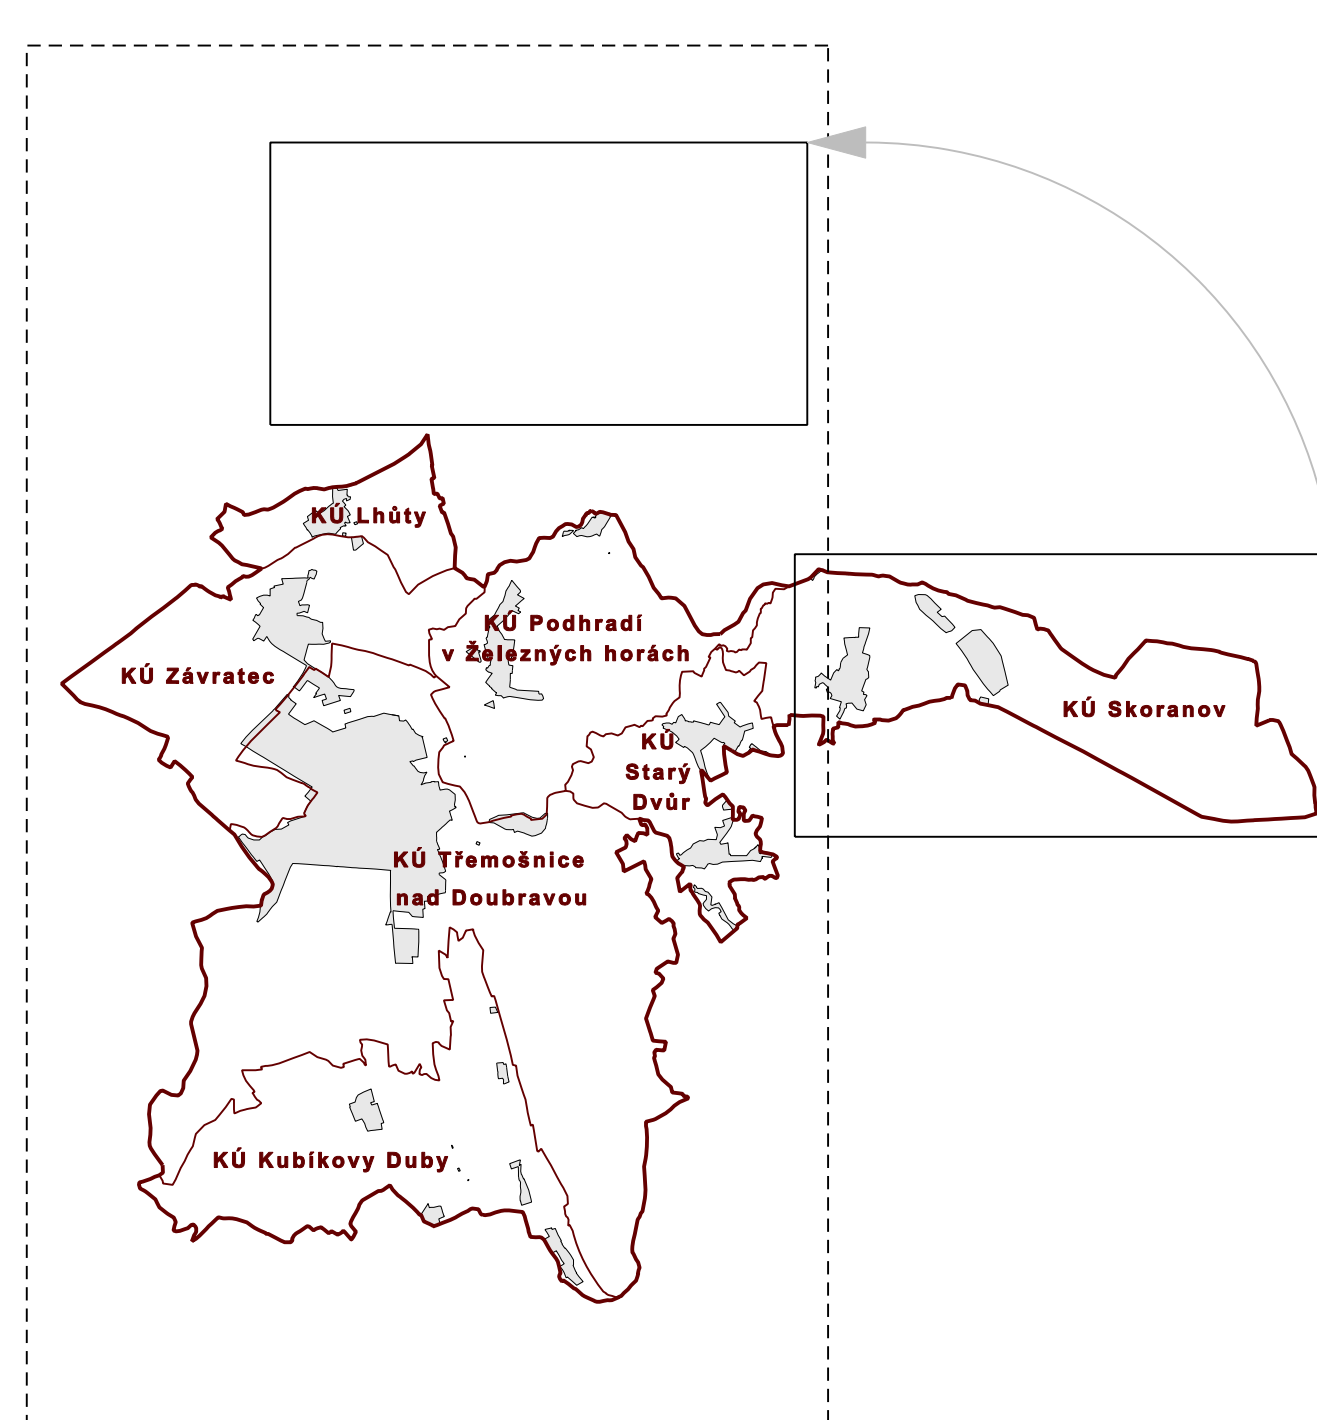 KÚ Lhůty
KÚ Podhradí
v Železných horách
KÚ Závratec
KÚ Skoranov
KÚ
Starý
Dvůr
KÚ Třemošnice
nad Doubravou
KÚ Kubíkovy Duby